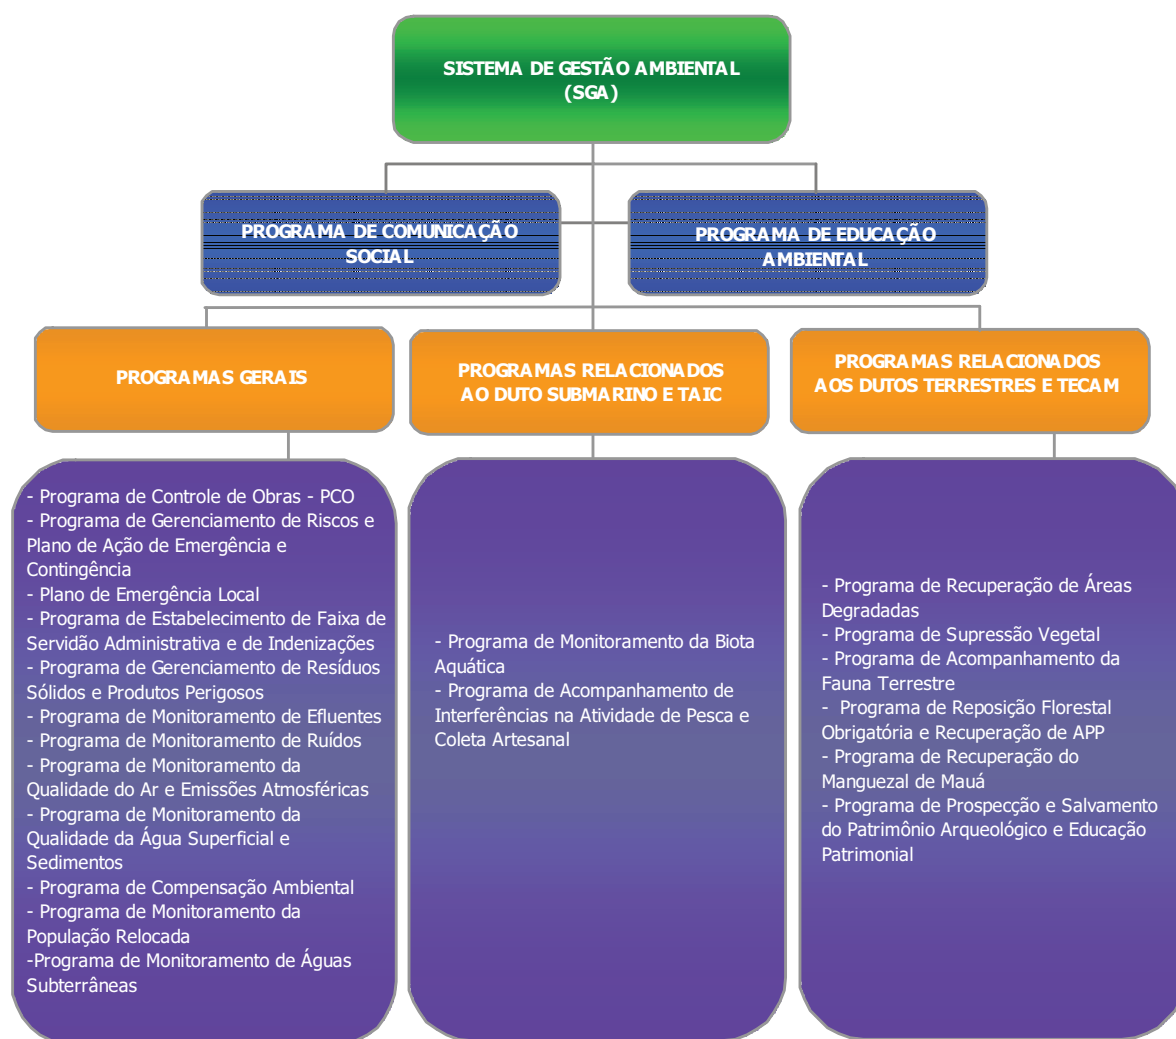 SISTEMA DE GESTÃO AMBIENTAL
(SGA)
PROGRAMA DE COMUNICAÇÃO
SOCIAL
PROGRAMA DE EDUCAÇÃO
AMBIENTAL
PROGRAMAS GERAIS
PROGRAMAS RELACIONADOS
AO DUTO SUBMARINO E TAIC
PROGRAMAS RELACIONADOS
AOS DUTOS TERRESTRES E TECAM
- Programa de Controle de Obras - PCO
- Programa de Gerenciamento de Riscos e
Plano de Ação de Emergência e
Contingência
- Plano de Emergência Local
- Programa de Estabelecimento de Faixa de
Servidão Administrativa e de Indenizações
- Programa de Gerenciamento de Resíduos
Sólidos e Produtos Perigosos
- Programa de Monitoramento de Efluentes
- Programa de Monitoramento de Ruídos
- Programa de Monitoramento da
Qualidade do Ar e Emissões Atmosféricas
- Programa de Monitoramento da
Qualidade da Água Superficial e
Sedimentos
- Programa de Compensação Ambiental
- Programa de Monitoramento da
População Relocada
-Programa de Monitoramento de Águas
Subterrâneas
- Programa de Monitoramento da Biota
Aquática
- Programa de Acompanhamento de
Interferências na Atividade de Pesca e
Coleta Artesanal
- Programa de Recuperação de Áreas
Degradadas
- Programa de Supressão Vegetal
- Programa de Acompanhamento da
Fauna Terrestre
- Programa de Reposição Florestal
Obrigatória e Recuperação de APP
- Programa de Recuperação do
Manguezal de Mauá
- Programa de Prospecção e Salvamento
do Patrimônio Arqueológico e Educação
Patrimonial